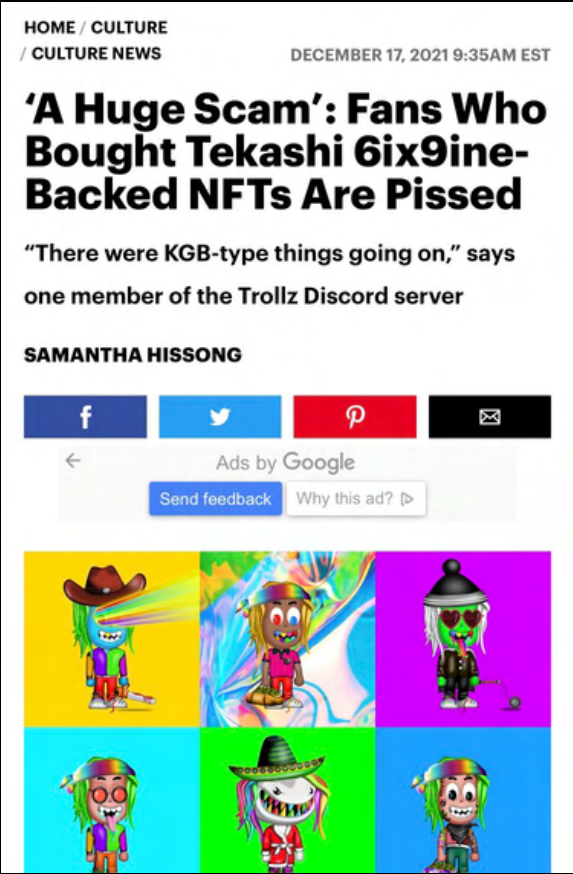 HOME / CULTURE
/ CULTURE NEWS
DECEMBER 17, 2021 9:35AM EST
‘A Huge Scam’: Fans Who
Bought Tekashi 6ix9ine-
Backed NFTs Are Pissed
“There were KGB-type things going on,” says
one member of the Trollz Discord server
SAMANTHA HISSONG
Ads by Google
Send feedback
Why this ad?